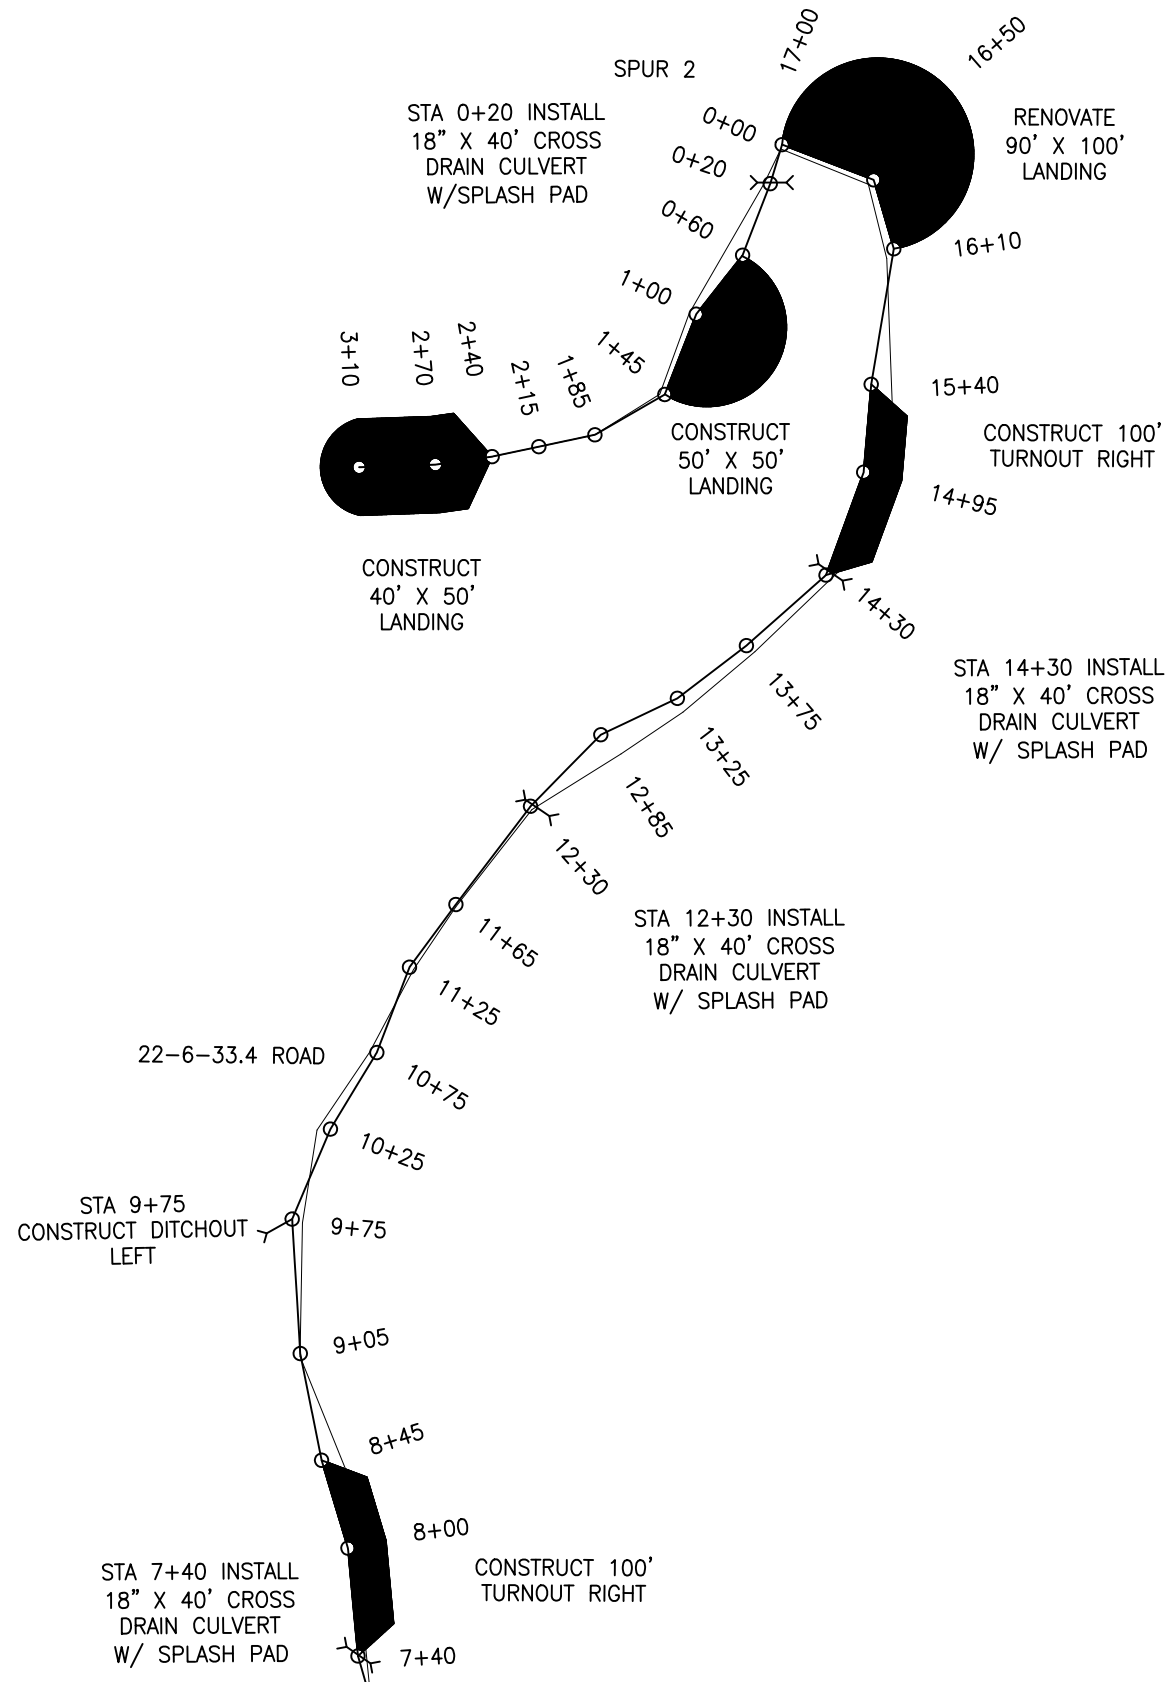 17+00
16+50
SPUR 2
STA 0+20 INSTALL
18" X 40' CROSS
DRAIN CULVERT
W/SPLASH PAD
0+00
0+20
0+60
1+00
RENOVATE
90' X 100'
LANDING
16+10
3+10
2+70
2+40
2+15
1+85
1+45
15+40
CONSTRUCT
50' X 50'
LANDING
CONSTRUCT 100'
TURNOUT RIGHT
14+95
CONSTRUCT
40' X 50'
LANDING
14+30
STA 14+30 INSTALL
18" X 40' CROSS
DRAIN CULVERT
W/ SPLASH PAD
13+75
13+25
12+85
12+30
STA 12+30 INSTALL
18" X 40' CROSS
DRAIN CULVERT
W/ SPLASH PAD
11+65
11+25
22-6-33.4 ROAD
10+75
10+25
STA 9+75
CONSTRUCT DITCHOUT
LEFT
9+75
9+05
8+45
8+00
STA 7+40 INSTALL
18" X 40' CROSS
DRAIN CULVERT
W/ SPLASH PAD
CONSTRUCT 100'
TURNOUT RIGHT
7+40